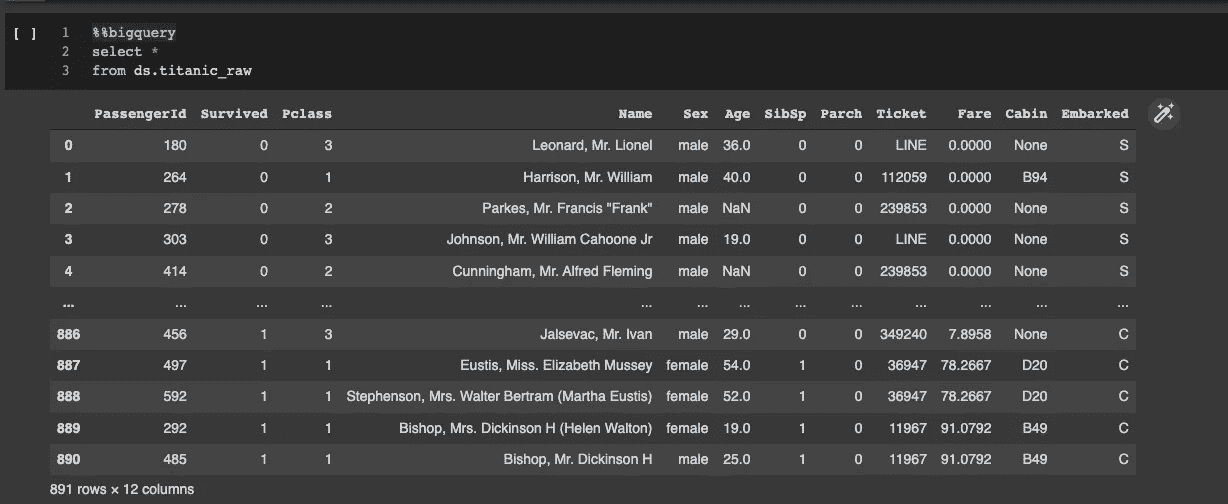 [ ] 1 %%bigquery
2 select *
3 from ds.titanic_raw
PassengerId Survived Pclass Name Sex Age SibSp Parch Ticket Fare Cabin Embarked
0 180 0 3 Leonard, Mr. Lionel male 36.0 0 0 LINE 0.0000 None S
1 264 0 1 Harrison, Mr. William male 40.0 0 0 112059 0.0000 B94 S
2 278 0 2 Parkes, Mr. Francis "Frank" male NaN 0 0 239853 0.0000 None S
3 303 0 3 Johnson, Mr. William Cahoone Jr male 19.0 0 0 LINE 0.0000 None S
4 414 0 2 Cunningham, Mr. Alfred Fleming male NaN 0 0 239853 0.0000 None S
... ... ... ... ... ... ... ... ... ... ... ... ...
886 456 1 3 Jalsevac, Mr. Ivan male 29.0 0 0 349240 7.8958 None C
887 497 1 1 Eustis, Miss. Elizabeth Mussey female 54.0 1 0 36947 78.2667 D20 C
888 592 1 1 Stephenson, Mrs. Walter Bertram (Martha Eustis) female 52.0 1 0 36947 78.2667 D20 C
889 292 1 1 Bishop, Mrs. Dickinson H (Helen Walton) female 19.0 1 0 11967 91.0792 B49 C
890 485 1 1 Bishop, Mr. Dickinson H male 25.0 1 0 11967 91.0792 B49 C
891 rows × 12 columns